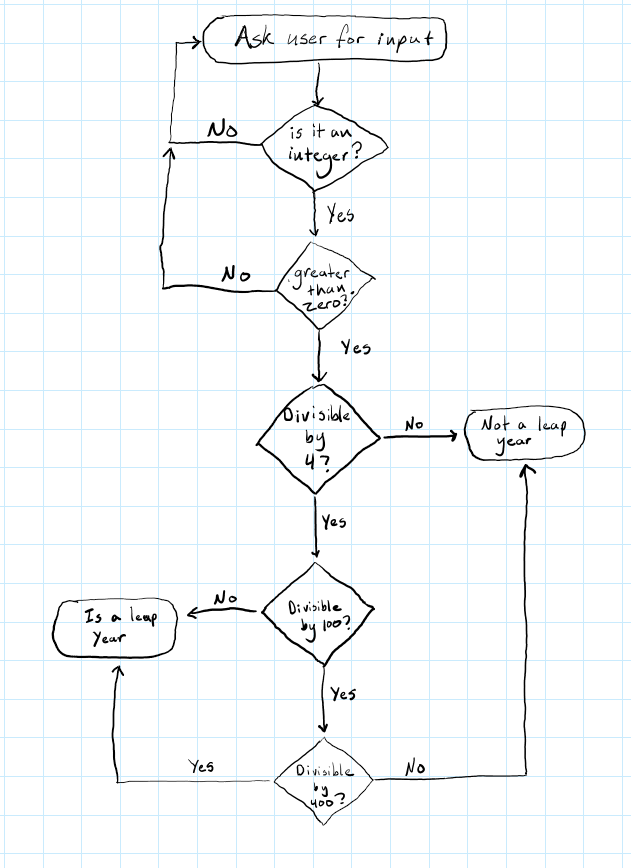 Ask user for input
No
is it an
integer?
Yes
No
greater
than
zero?
Yes
Divisible
by
4?
No
Not a leap
year
Yes
Is a leap
Year
No
Divisible
by 100?
Yes
Yes
Divisible
by
400?
No